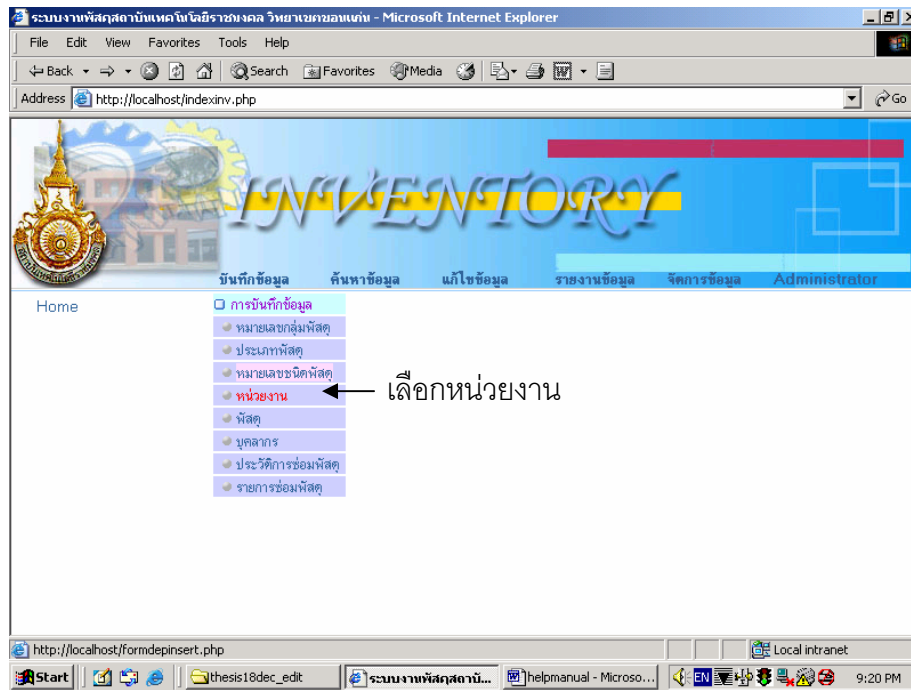 ระบบงานพัสดุสถาบันเทคโนโลยีราชมงคล วิทยาเขตขอนแก่น - Microsoft Internet Explorer
File Edit View Favorites Tools Help
Back Search Favorites Media
Address http://localhost/indexinv.php Go
INVENTORY
บันทึกข้อมูล ค้นหาข้อมูล แก้ไขข้อมูล รายงานข้อมูล จัดการข้อมูล Administrator
Home
การบันทึกข้อมูล
หมายเลขกลุ่มพัสดุ
ประเภทพัสดุ
หมายเลขชนิดพัสดุ
หน่วยงาน
เลือกหน่วยงาน
พัสดุ
บุคลากร
ประวัติการซ่อมพัสดุ
รายการซ่อมพัสดุ
http://localhost/formdepinsert.php Local intranet
Start thesis18dec_edit ระบบงานพัสดุสถาบั... helpmanual - Microso... EN 9:20 PM